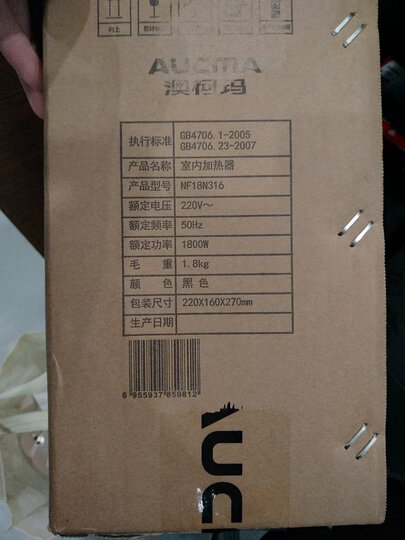 向上
AUCMA
澳柯玛
执行标准 GB4706.1-2005
GB4706.23-2007
产品名称 室内加热器
产品型号 NF18N316
额定电压 220V～
额定频率 50Hz
额定功率 1800W
毛 重 1.8kg
颜 色 黑 色
包装尺寸 220X160X270mm
生产日期
6 955937 850812
AUC